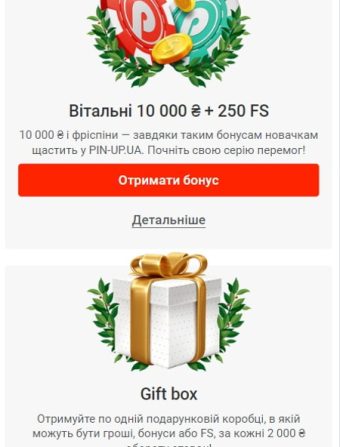 Вітальні 10 000 ₴ + 250 FS
10 000 ₴ і фріспіни — завдяки таким бонусам новачкам
щастить у PIN-UP.UA. Почніть свою серію перемог!
Отримати бонус
Детальніше
Gift box
Отримуйте по одній подарунковій коробці, в якій
можуть бути гроші, бонуси або FS, за кожні 2 000 ₴